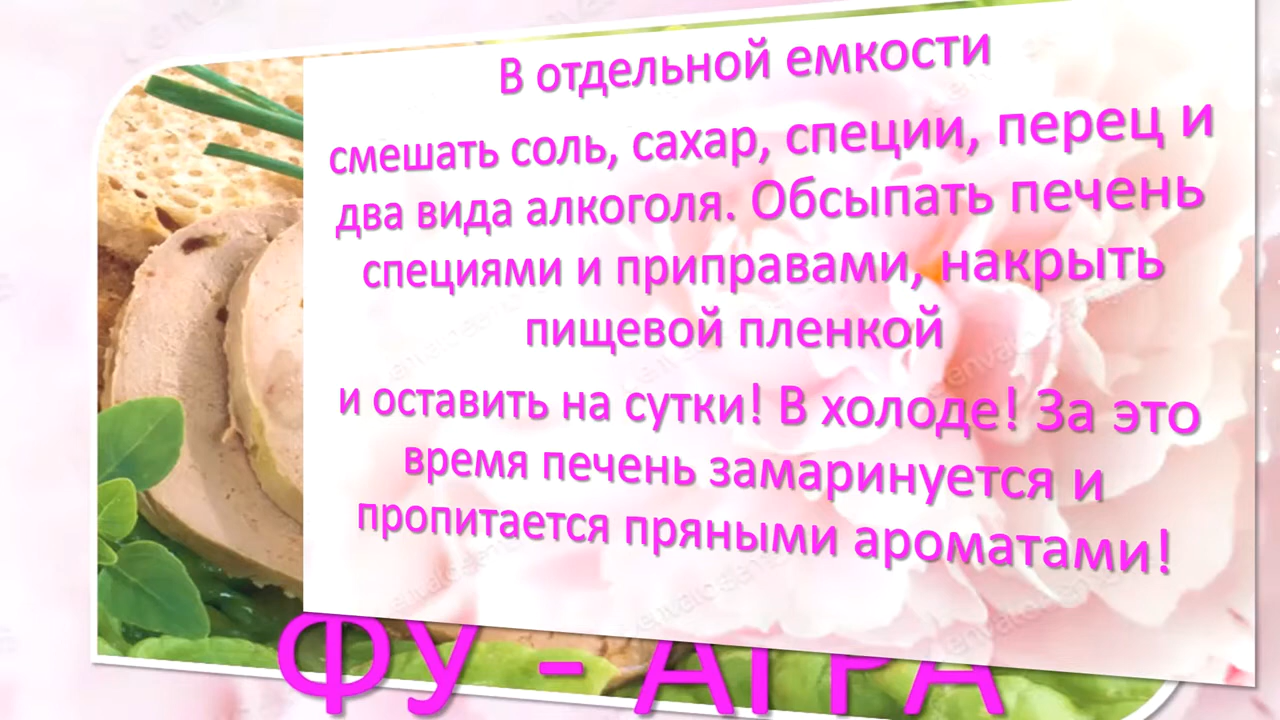 В отдельной емкости
смешать соль, сахар, специи, перец и
два вида алкоголя. Обсыпать печень
специями и приправами, накрыть
пищевой пленкой
и оставить на сутки! В холоде! За это
время печень замаринуется и
пропитается пряными ароматами!
ФУ - АГРА